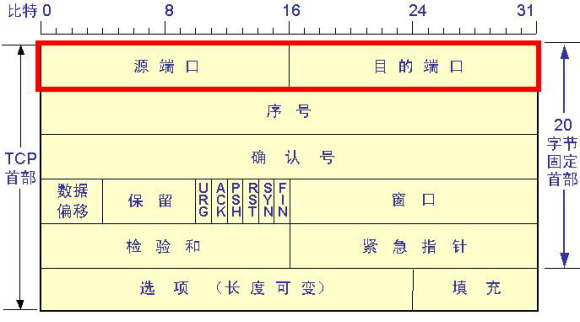 比特 0 8 16 24 31
源端口 目的端口
序号
TCP
首部
确认号
20
字节
固定
首部
数据
偏移
保留
URG
ACK
PSH
RST
SYN
FIN
窗口
检验和 紧急指针
选项（长度可变） 填充